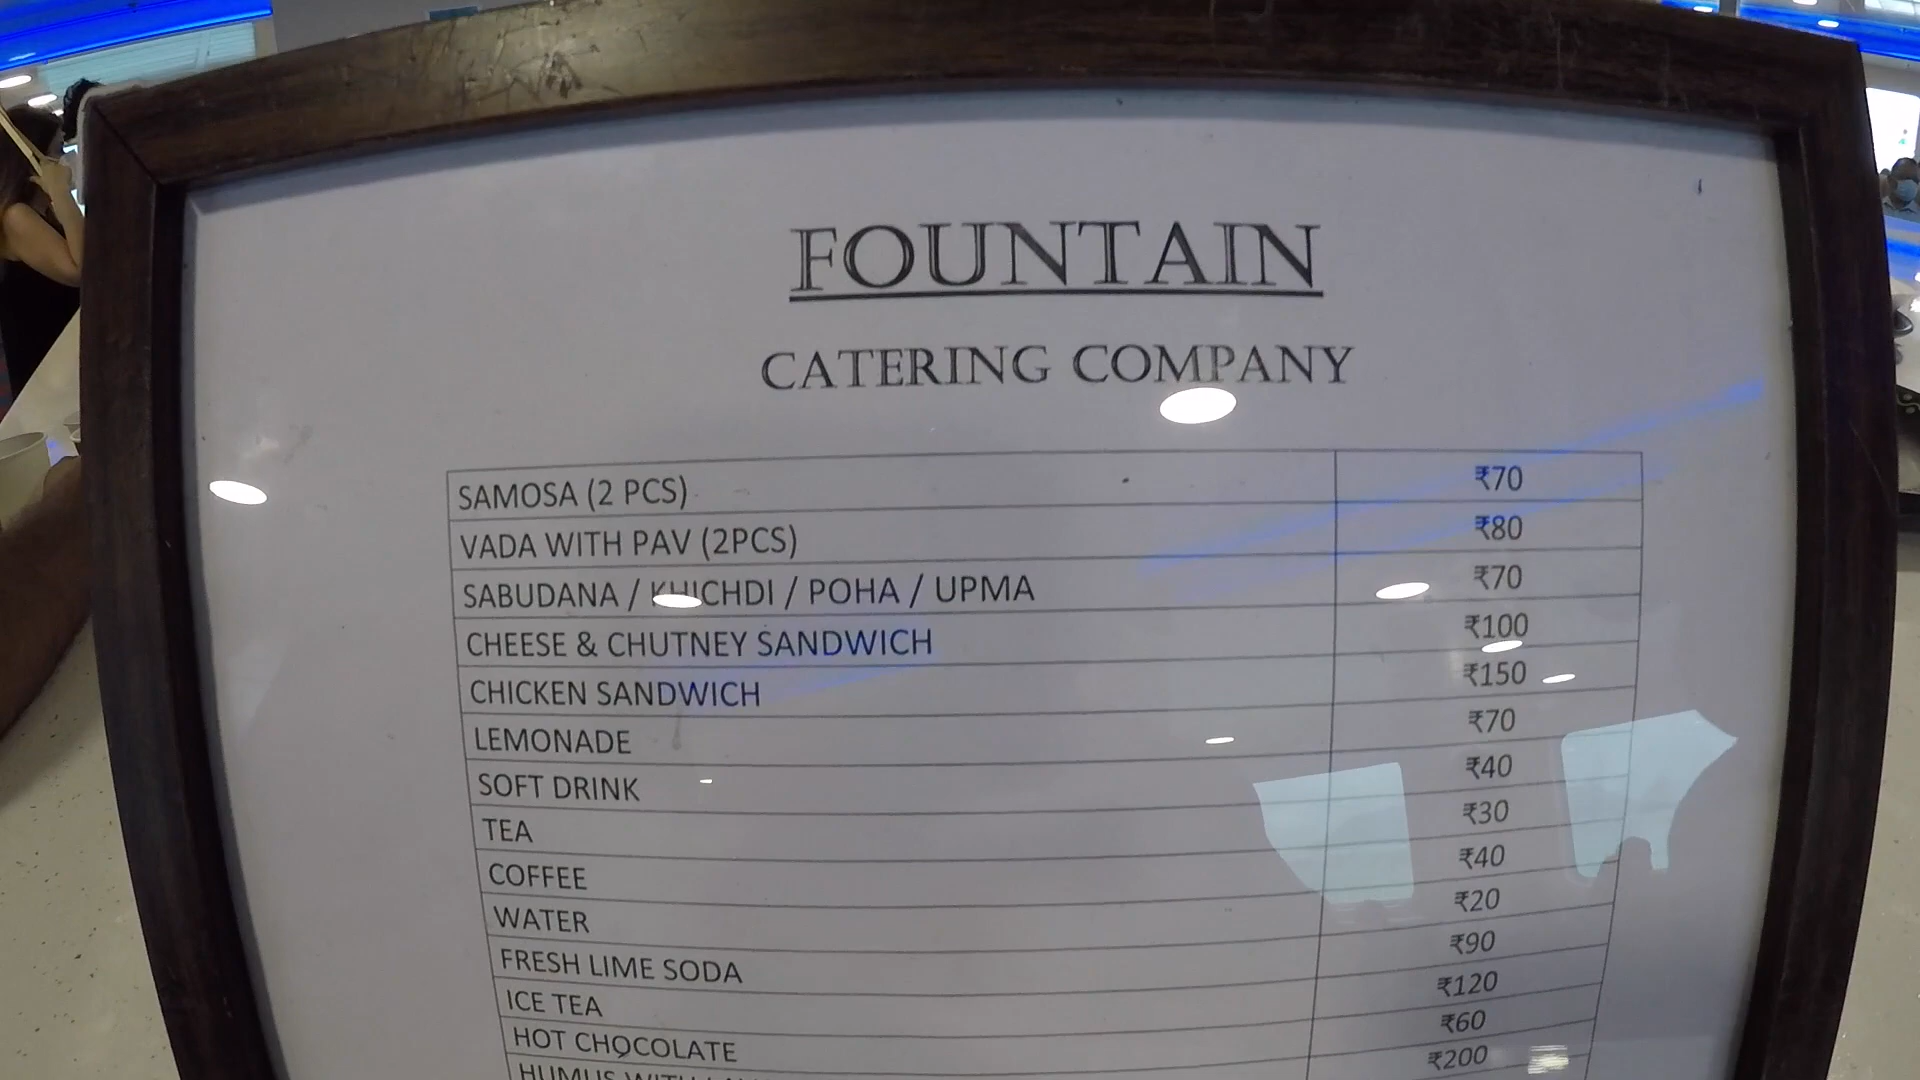 FOUNTAIN
CATERING COMPANY
SAMOSA (2 PCS) ₹70
VADA WITH PAV (2PCS) ₹80
SABUDANA / KHICHDI / POHA / UPMA ₹70
CHEESE & CHUTNEY SANDWICH ₹100
CHICKEN SANDWICH ₹150
LEMONADE ₹70
SOFT DRINK ₹40
TEA ₹30
COFFEE ₹40
WATER ₹20
FRESH LIME SODA ₹90
ICE TEA ₹120
HOT CHOCOLATE ₹60
HUMUS WITH ₹200